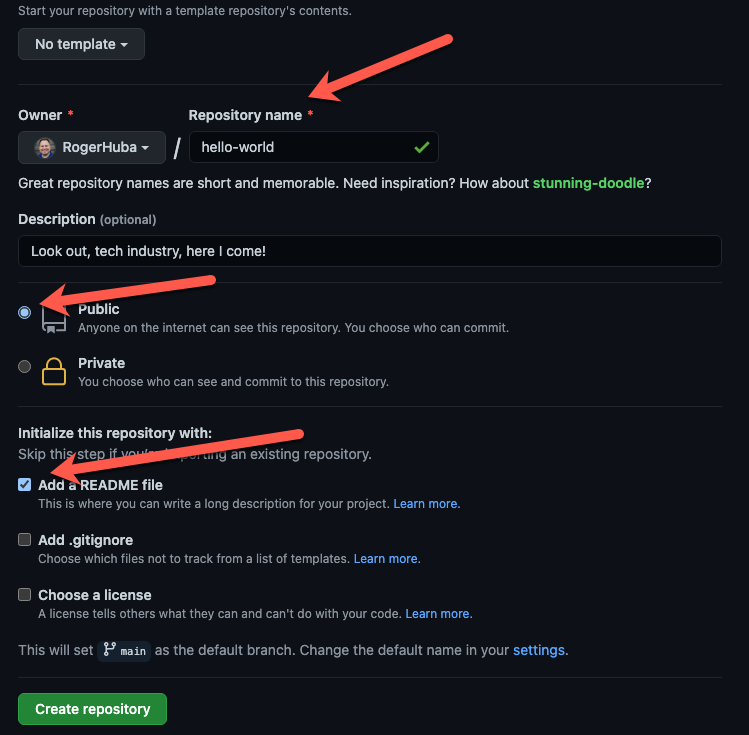 Start your repository with a template repository's contents.
No template
Owner * Repository name *
RogerHuba / hello-world
Great repository names are short and memorable. Need inspiration? How about stunning-doodle?
Description (optional)
Look out, tech industry, here I come!
Public
Anyone on the internet can see this repository. You choose who can commit.
Private
You choose who can see and commit to this repository.
Initialize this repository with:
Skip this step if you're importing an existing repository.
Add a README file
This is where you can write a long description for your project. Learn more.
Add .gitignore
Choose which files not to track from a list of templates. Learn more.
Choose a license
A license tells others what they can and can't do with your code. Learn more.
This will set main as the default branch. Change the default name in your settings.
Create repository